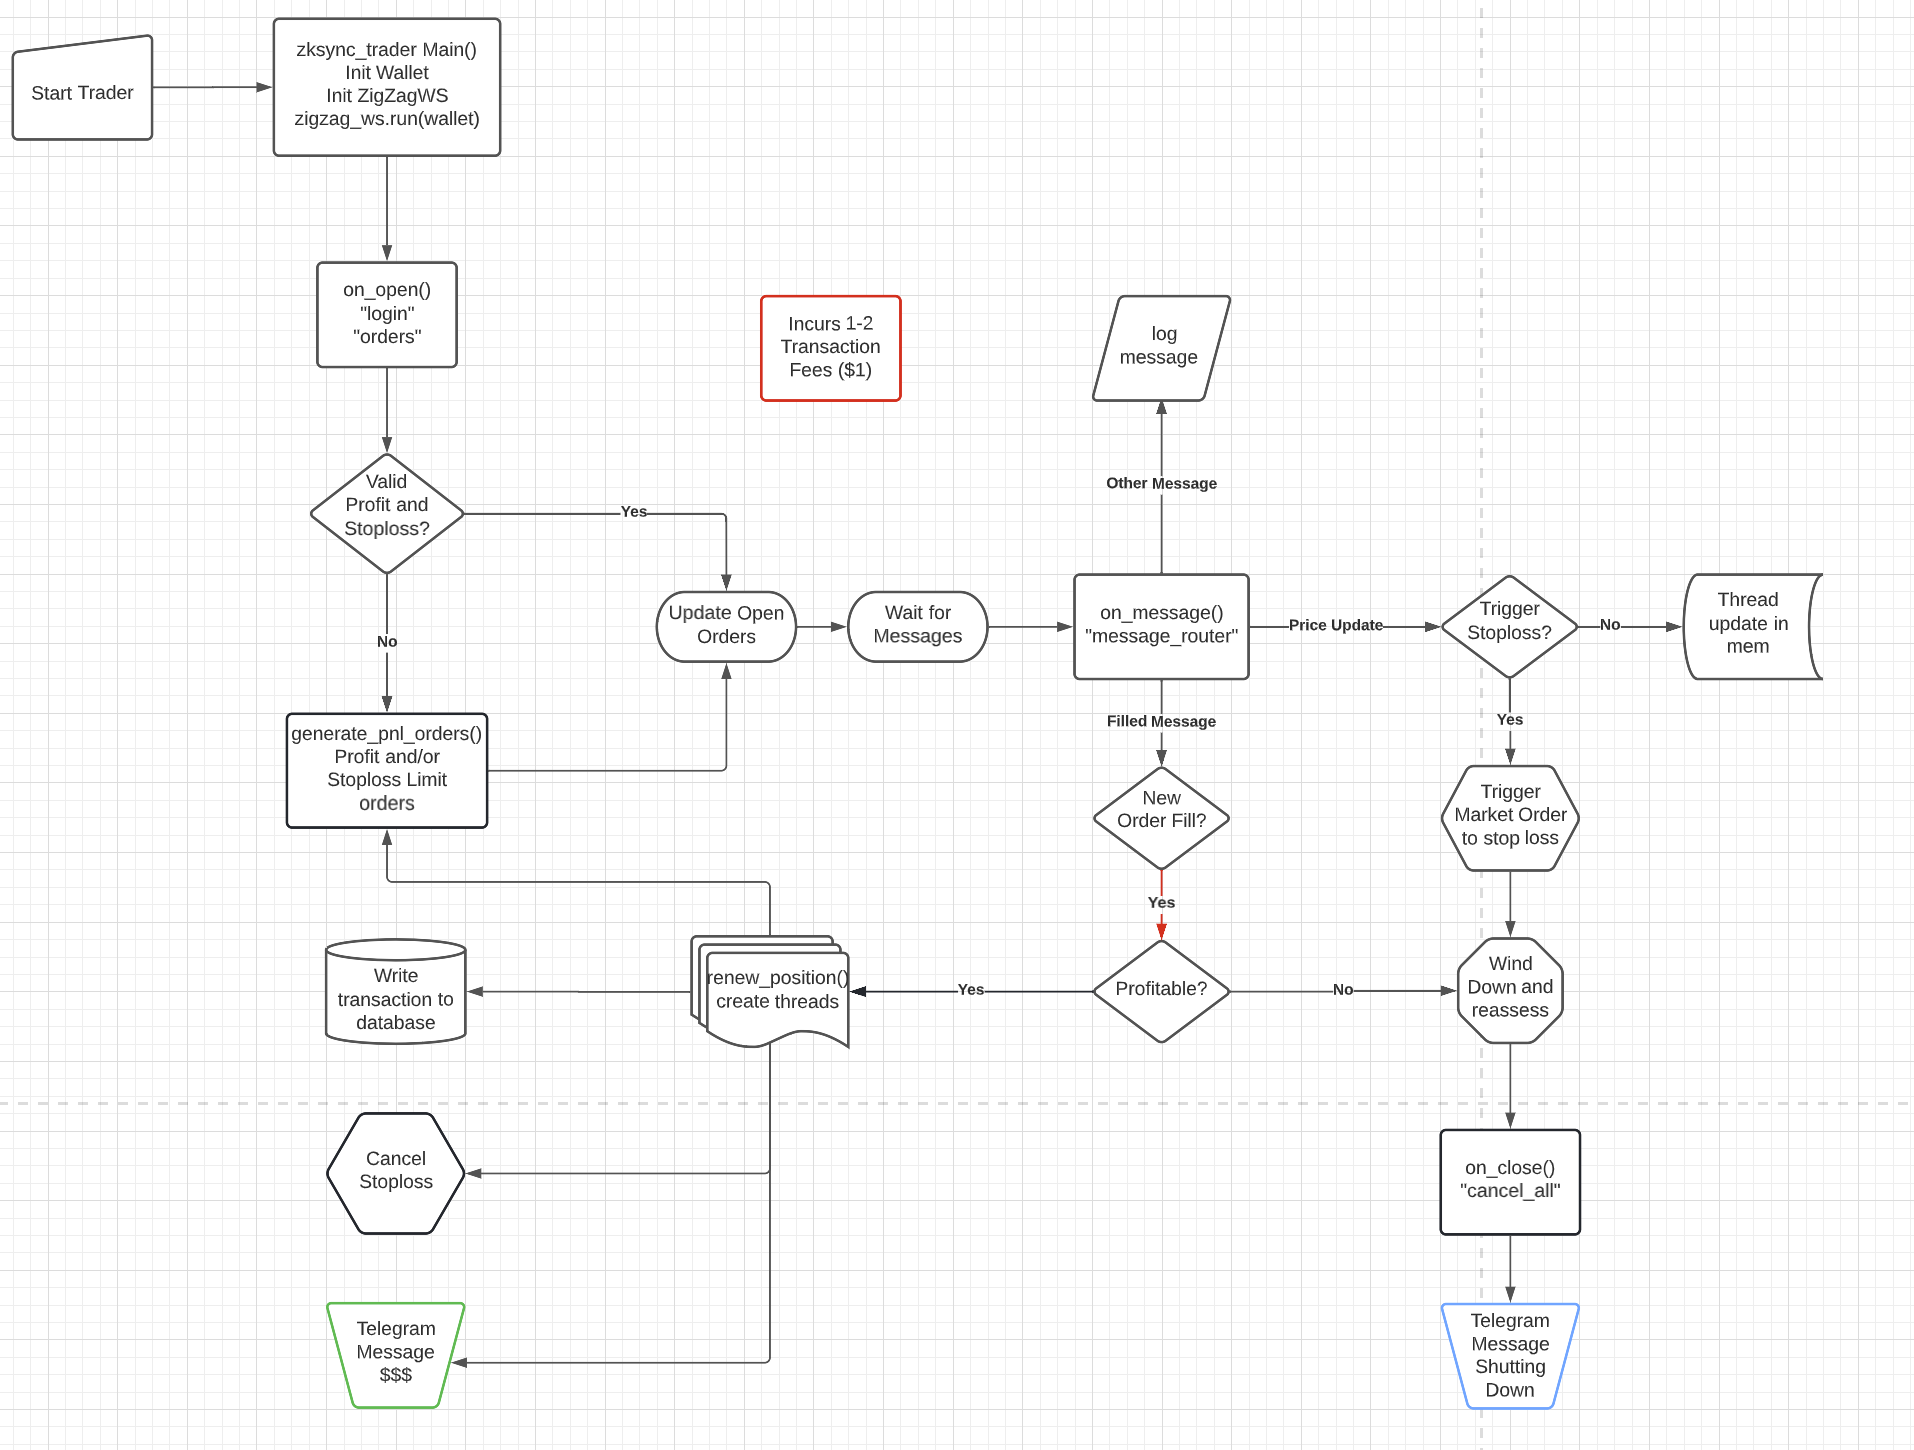 Start Trader
zksync_trader Main()
Init Wallet
Init ZigZagWS
zigzag_ws.run(wallet)
on_open()
"login"
"orders"
Incurs 1-2
Transaction
Fees ($1)
log
message
Valid
Profit and
Stoploss?
Yes
Other Message
No
Update Open
Orders
Wait for
Messages
on_message()
"message_router"
Price Update
Trigger
Stoploss?
No
Thread
update in
mem
generate_pnl_orders()
Profit and/or
Stoploss Limit
orders
Filled Message
Yes
New
Order Fill?
Trigger
Market Order
to stop loss
Yes
Write
transaction to
database
renew_position()
create threads
Yes
Profitable?
No
Wind
Down and
reassess
Cancel
Stoploss
on_close()
"cancel_all"
Telegram
Message
$$$
Telegram
Message
Shutting
Down